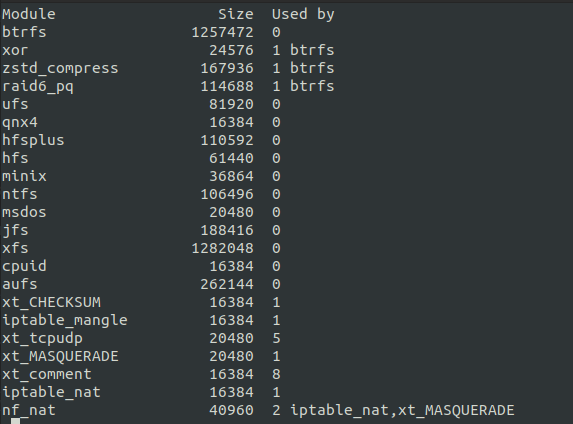 Module                  Size  Used by
btrfs                1257472  0
xor                    24576  1 btrfs
zstd_compress         167936  1 btrfs
raid6_pq              114688  1 btrfs
ufs                    81920  0
qnx4                   16384  0
hfsplus               110592  0
hfs                    61440  0
minix                  36864  0
ntfs                  106496  0
msdos                  20480  0
jfs                   188416  0
xfs                  1282048  0
cpuid                  16384  0
aufs                  262144  0
xt_CHECKSUM            16384  1
iptable_mangle         16384  1
xt_tcpudp              20480  5
xt_MASQUERADE          20480  1
xt_comment             16384  8
iptable_nat            16384  1
nf_nat                 40960  2 iptable_nat,xt_MASQUERADE